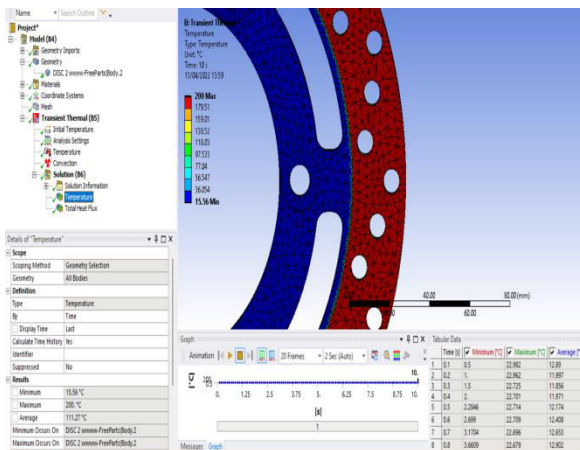 Name
Search Outline
Project*
Model (B4)
Geometry Imports
Geometry
DISC 2 wwww-FreeParts|Body.2
Materials
Coordinate Systems
Mesh
Transient Thermal (B5)
Initial Temperature
Analysis Settings
Temperature
Convection
Solution (B6)
Solution Information
Temperature
Total Heat Flux
Details of "Temperature"
Scope
Scoping Method Geometry Selection
Geometry All Bodies
Definition
Type Temperature
By Time
Display Time Last
Calculate Time History Yes
Identifier
Suppressed No
Results
Minimum 15.56 °C
Maximum 200. °C
Average 111.27 °C
Minimum Occurs On DISC 2 wwww-FreeParts|Body.2
Maximum Occurs On DISC 2 wwww-FreeParts|Body.2
B: Transient Thermal
Temperature
Type: Temperature
Unit: °C
Time: 10 s
13/04/2022 13:59
200 Max
179.51
159.01
138.52
118.03
97.533
77.04
56.547
36.054
15.56 Min
40.00
80.00 (mm)
60.00
Graph
Animation
20 Frames
2 Sec (Auto)
[°C]
10.
0. 1.25 2.5 3.75 5. 6.25 7.5 8.75 10.
[s]
1
Messages Graph
Tabular Data
Time [s] Minimum [°C] Maximum [°C] Average [°
1 0.1 0.5 22.982 12.09
2 0.2 1. 22.962 11.997
3 0.3 1.5 22.725 11.856
4 0.4 2. 22.701 11.971
5 0.5 2.2846 22.714 12.174
6 0.6 2.699 22.709 12.408
7 0.7 3.1704 22.696 12.653
8 0.8 3.6609 22.679 12.902